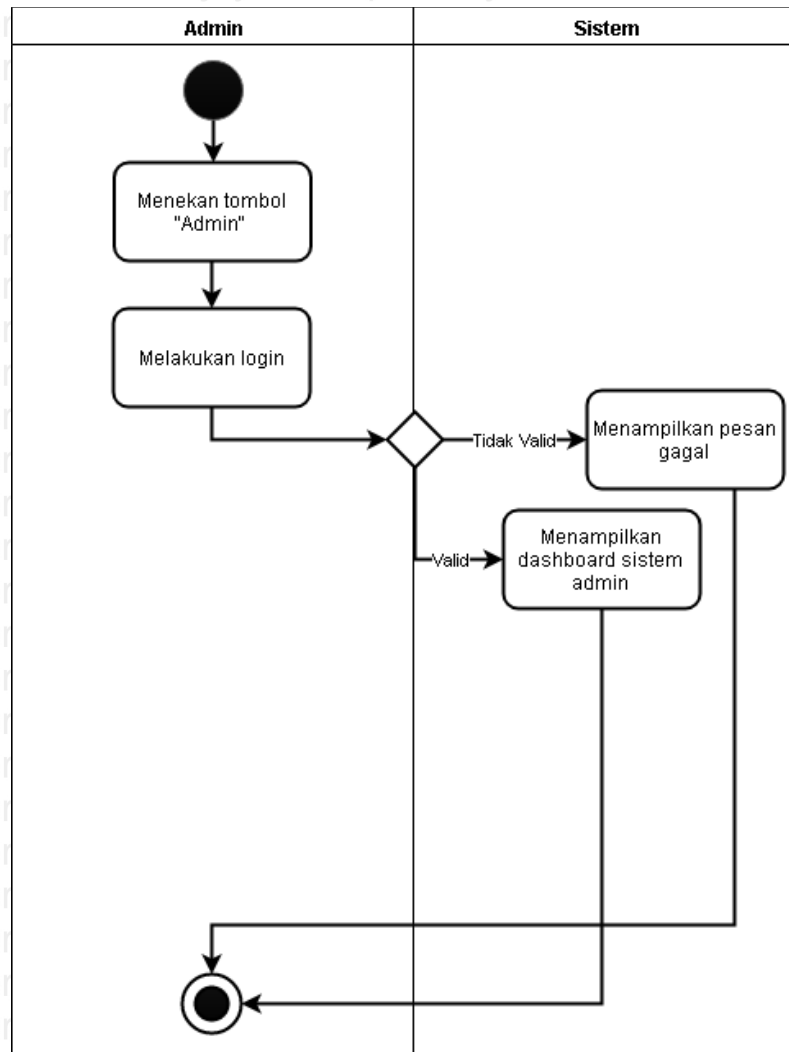 Admin
Sistem
Menekan tombol
"Admin"
Melakukan login
Tidak Valid
Menampilkan pesan
gagal
Valid
Menampilkan
dashboard sistem
admin